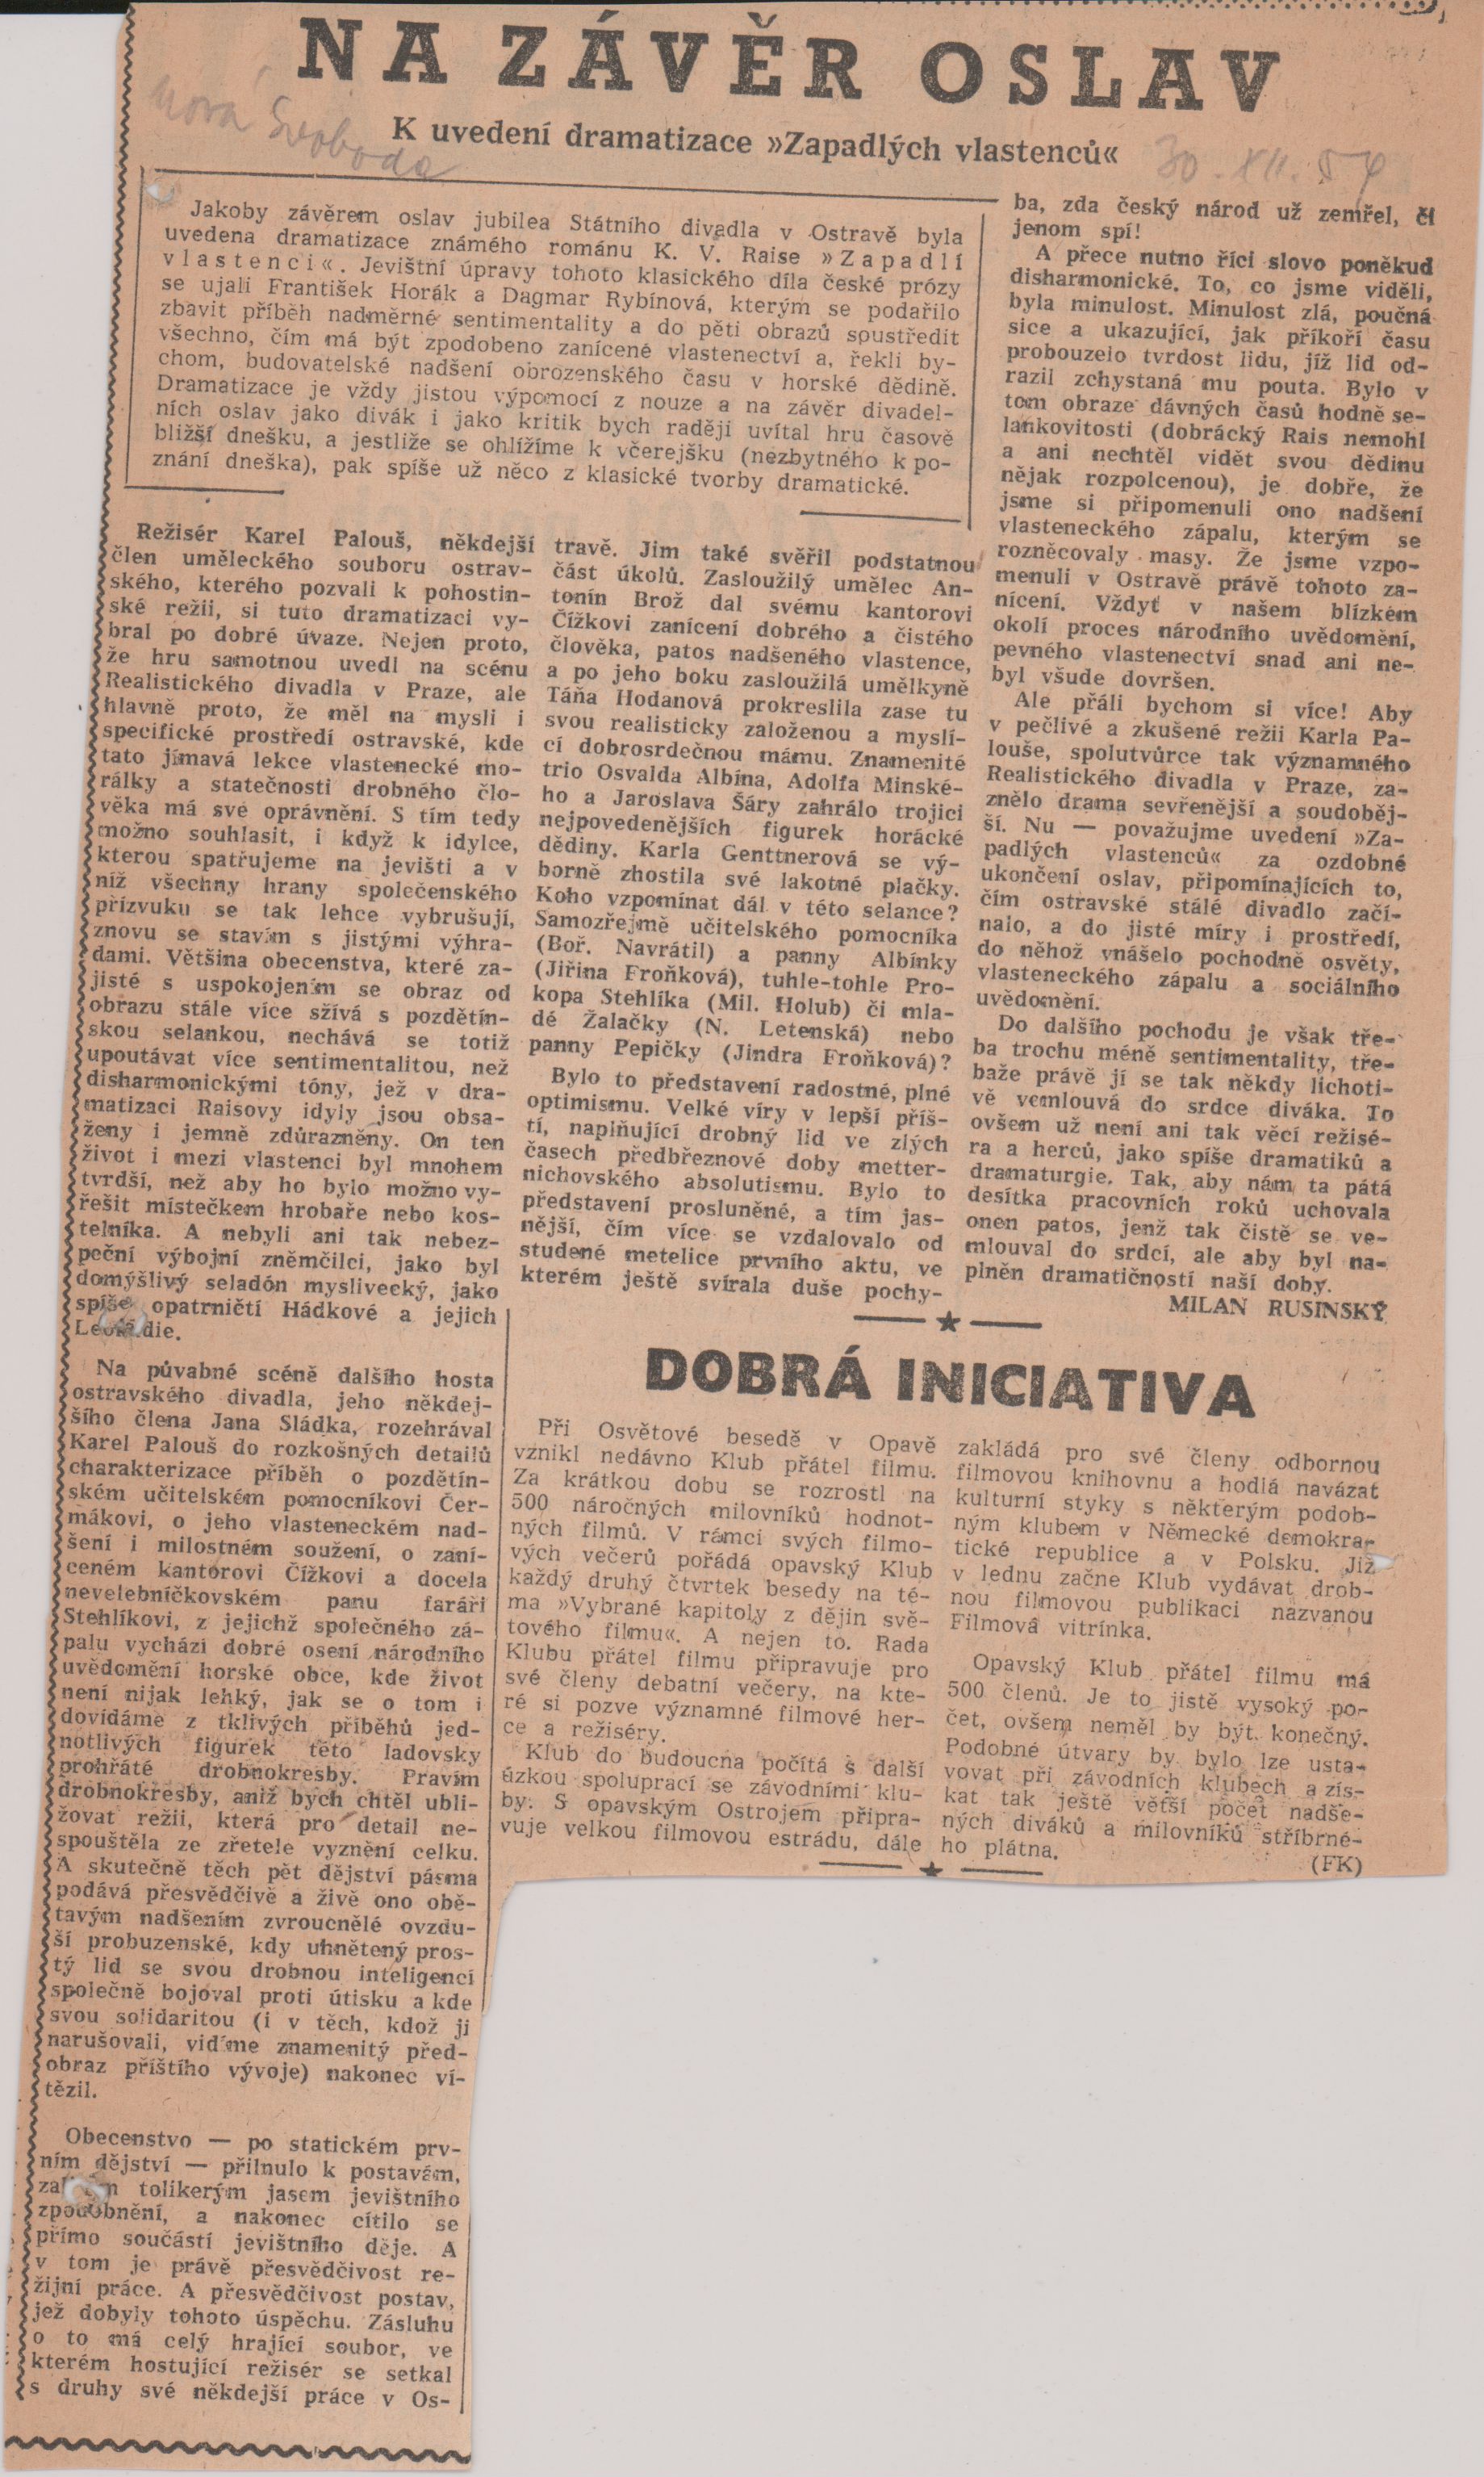 NA ZÁVĚR OSLAV
Nová Svoboda
K uvedení dramatizace »Zapadlých vlastenců«
30. XII. 54
Jakoby závěrem oslav jubilea Státního divadla v Ostravě byla
uvedena dramatizace známého románu K. V. Raise »Zapadlí
vlastenci«. Jevištní úpravy tohoto klasického díla české prózy
se ujali František Horák a Dagmar Rybínová, kterým se podařilo
zbavit příběh nadměrné sentimentality a do pěti obrazů soustředit
všechno, čím má být zpodobeno zanícené vlastenectví a, řekli by-
chom, budovatelské nadšení obrozenského času v horské dědině.
Dramatizace je vždy jistou výpomocí z nouze a na závěr divadel-
ních oslav jako divák i jako kritik bych raději uvítal hru časově
bližší dnešku, a jestliže se ohlížíme k včerejšku (nezbytného k po-
znání dneška), pak spíše už něco z klasické tvorby dramatické.
Režisér Karel Palouš, někdejší
člen uměleckého souboru ostrav-
ského, kterého pozvali k pohostin-
ské režii, si tuto dramatizaci vy-
bral po dobré úvaze. Nejen proto,
že hru samotnou uvedl na scénu
Realistického divadla v Praze, ale
hlavně proto, že měl na mysli i
specifické prostředí ostravské, kde
tato jímavá lekce vlastenecké mo-
rálky a statečnosti drobného člo-
věka má své oprávnění. S tím tedy
možno souhlasit, i když k idylce,
kterou spatřujeme na jevišti a v
níž všechny hrany společenského
přízvuku se tak lehce vybrušují,
znovu se stavím s jistými výhra-
dami. Většina obecenstva, které za-
jisté s uspokojením se obraz od
obrazu stále více sžívá s pozdětín-
skou selankou, nechává se totiž
upoutávat více sentimentalitou, než
disharmonickými tóny, jež v dra-
matizaci Raisovy idyly jsou obsa-
ženy i jemně zdůrazněny. On ten
život i mezi vlastenci byl mnohem
tvrdší, než aby ho bylo možno vy-
řešit místečkem hrobaře nebo kos-
telníka. A nebyli ani tak nebez-
peční výbojní zněmčilci, jako byl
domýšlivý seladón myslivecký, jako
spíše opatrničtí Hádkové a jejich
Leokádie.
Na půvabné scéně dalšího hosta
ostravského divadla, jeho někdej-
šího člena Jana Sládka, rozehrával
Karel Palouš do rozkošných detailů
charakterizace příběh o pozdětín-
ském učitelském pomocníkovi Čer-
mákovi, o jeho vlasteneckém nad-
šení i milostném soužení, o zaní-
ceném kantorovi Čížkovi a docela
nevelebníčkovském panu faráři
Stehlíkovi, z jejichž společného zá-
palu vychází dobré osení národního
uvědomění horské obce, kde život
není nijak lehký, jak se o tom i
dovídáme z tklivých příběhů jed-
notlivých figurek této ladovsky
prohřáté drobnokresby. Pravím
drobnokresby, aniž bych chtěl ubli-
žovat režii, která pro detail ne-
spouštěla ze zřetele vyznění celku.
A skutečně těch pět dějství pásma
podává přesvědčivě a živě ono obě-
tavým nadšením zvroucnělé ovzdu-
ší probuzenské, kdy uhnětený pros-
tý lid se svou drobnou inteligencí
společně bojoval proti útisku a kde
svou solidaritou (i v těch, kdož ji
narušovali, vidíme znamenitý před-
obraz příštího vývoje) nakonec ví-
tězil.
Obecenstvo — po statickém prv-
ním dějství — přilnulo k postavám,
tolikerým jasem jevištního
zpodobnění, a nakonec cítilo se
přímo součástí jevištního děje. A
v tom je právě přesvědčivost re-
žijní práce. A přesvědčivost postav,
jež dobyly tohoto úspěchu. Zásluhu
o to má celý hrající soubor, ve
kterém hostující režisér se setkal
s druhy své někdejší práce v Os-
travě. Jim také svěřil podstatnou
část úkolů. Zasloužilý umělec An-
tonín Brož dal svému kantorovi
Čížkovi zanícení dobrého a čistého
člověka, patos nadšeného vlastence,
a po jeho boku zasloužilá umělkyně
Táňa Hodanová prokreslila zase tu
svou realisticky založenou a myslí-
cí dobrosrdečnou mámu. Znamenité
trio Osvalda Albína, Adolfa Minské-
ho a Jaroslava Šáry zahrálo trojici
nejpovedenějších figurek horácké
dědiny. Karla Genttnerová se vý-
borně zhostila své lakotné plačky.
Koho vzpomínat dál v této selance?
Samozřejmě učitelského pomocníka
(Boř. Navrátil) a panny Albínky
(Jiřina Froňková), tuhle-tohle Pro-
kopa Stehlíka (Mil. Holub) či mla-
dé Žalačky (N. Letenská) nebo
panny Pepičky (Jindra Froňková)?
Bylo to představení radostné, plné
optimismu. Velké víry v lepší příš-
tí, naplňující drobný lid ve zlých
časech předbřeznové doby metter-
nichovského absolutismu. Bylo to
představení prosluněné, a tím jas-
nější, čím více se vzdalovalo od
studené metelice prvního aktu, ve
kterém ještě svírala duše pochy-
ba, zda český národ už zemřel, či
jenom spí!
A přece nutno říci slovo poněkud
disharmonické. To, co jsme viděli,
byla minulost. Minulost zlá, poučná
sice a ukazující, jak příkoří času
probouzelo tvrdost lidu, jíž lid od-
razil zchystaná mu pouta. Bylo v
tom obraze dávných časů hodně se-
lankovitosti (dobrácký Rais nemohl
a ani nechtěl vidět svou dědinu
nějak rozpolcenou), je dobře, že
jsme si připomenuli ono nadšení
vlasteneckého zápalu, kterým se
rozněcovaly masy. Že jsme vzpo-
menuli v Ostravě právě tohoto za-
nícení. Vždyť v našem blízkém
okolí proces národního uvědomění,
pevného vlastenectví snad ani ne-
byl všude dovršen.
Ale přáli bychom si více! Aby
v pečlivé a zkušené režii Karla Pa-
louše, spolutvůrce tak významného
Realistického divadla v Praze, za-
znělo drama sevřenější a soudoběj-
ší. Nu — považujme uvedení »Za-
padlých vlastenců« za ozdobné
ukončení oslav, připomínajících to,
čím ostravské stálé divadlo začí-
nalo, a do jisté míry i prostředí,
do něhož vnášelo pochodně osvěty,
vlasteneckého zápalu a sociálního
uvědomění.
Do dalšího pochodu je však tře-
ba trochu méně sentimentality, tře-
baže právě jí se tak někdy lichoti-
vě vemlouvá do srdce diváka. To
ovšem už není ani tak věcí režisé-
ra a herců, jako spíše dramatiků a
dramaturgie. Tak, aby nám ta pátá
desítka pracovních roků uchovala
onen patos, jenž tak čistě se ve-
mlouval do srdcí, ale aby byl na-
plněn dramatičností naší doby.
MILAN RUSINSKÝ
DOBRÁ INICIATIVA
Při Osvětové besedě v Opavě
vznikl nedávno Klub přátel filmu.
Za krátkou dobu se rozrostl na
500 náročných milovníků hodnot-
ných filmů. V rámci svých filmo-
vých večerů pořádá opavský Klub
každý druhý čtvrtek besedy na té-
ma »Vybrané kapitoly z dějin svě-
tového filmu«. A nejen to. Rada
Klubu přátel filmu připravuje pro
své členy debatní večery, na kte-
ré si pozve významné filmové her-
ce a režiséry.
Klub do budoucna počítá s další
úzkou spoluprací se závodními klu-
by. S opavským Ostrojem připra-
vuje velkou filmovou estrádu, dále
zakládá pro své členy odbornou
filmovou knihovnu a hodlá navázat
kulturní styky s některým podob-
ným klubem v Německé demokra-
tické republice a v Polsku. Již
v lednu začne Klub vydávat drob-
nou filmovou publikaci nazvanou
Filmová vitrínka.
Opavský Klub přátel filmu má
500 členů. Je to jistě vysoký po-
čet, ovšem neměl by být konečný.
Podobné útvary by bylo lze usta-
vovat při závodních klubech a zís-
kat tak ještě větší počet nadše-
ných diváků a milovníků stříbrné-
ho plátna.
(FK)